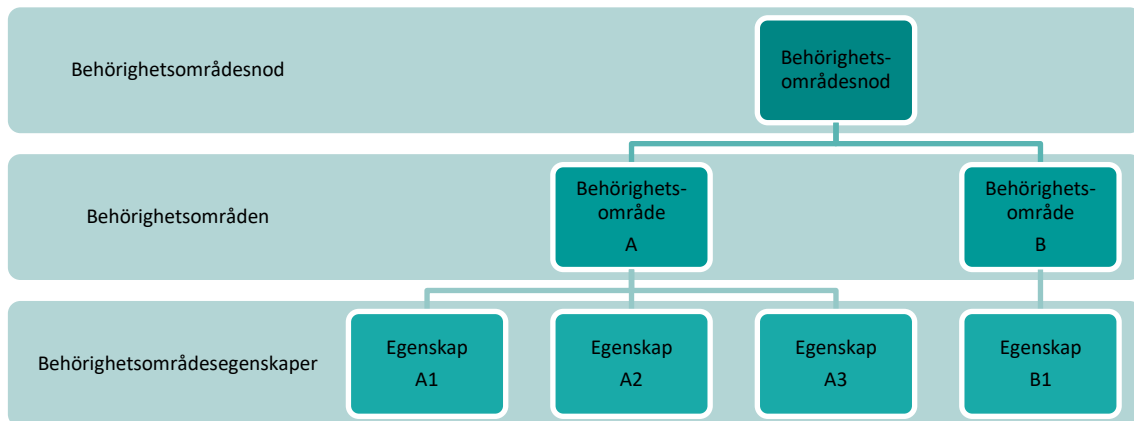 Behörighetsområdesnod
Behörighets-
områdesnod
Behörighetsområden
Behörighets-
område
A
Behörighets-
område
B
Behörighetsområdesegenskaper
Egenskap
A1
Egenskap
A2
Egenskap
A3
Egenskap
B1